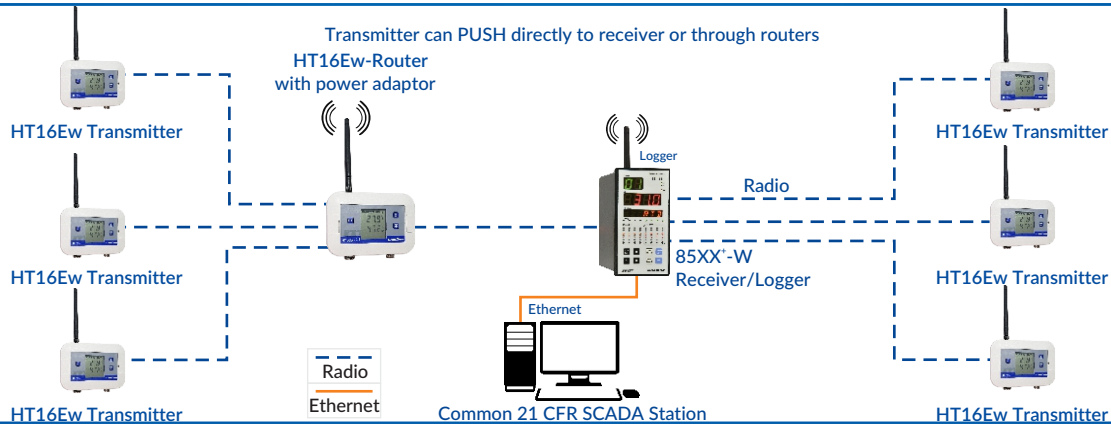 Transmitter can PUSH directly to receiver or through routers
HT16Ew-Router
with power adaptor
HT16Ew Transmitter
HT16Ew Transmitter
HT16Ew Transmitter
Logger
Radio
85XX⁺-W
Receiver/Logger
Ethernet
Radio
Ethernet
Common 21 CFR SCADA Station
HT16Ew Transmitter
HT16Ew Transmitter
HT16Ew Transmitter